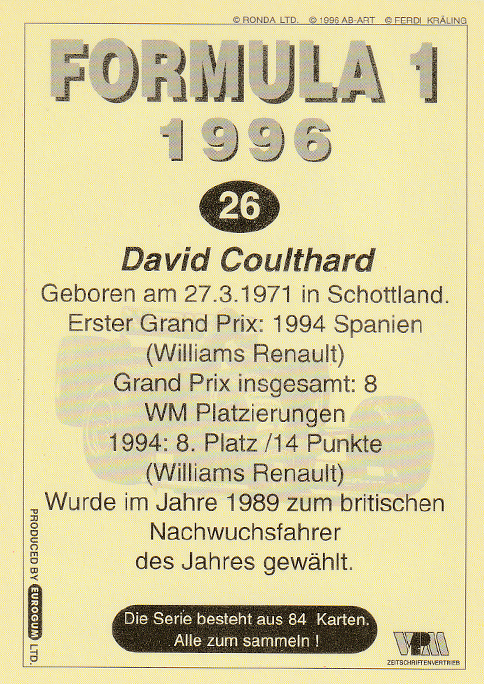 © RONDA LTD. © 1996 AB-ART © FERDI KRÄLING
FORMULA 1
1996
26
David Coulthard
Geboren am 27.3.1971 in Schottland.
Erster Grand Prix: 1994 Spanien
(Williams Renault)
Grand Prix insgesamt: 8
WM Platzierungen
1994: 8. Platz /14 Punkte
(Williams Renault)
Wurde im Jahre 1989 zum britischen
Nachwuchsfahrer
des Jahres gewählt.
PRODUCED BY EUROGUM LTD.
Die Serie besteht aus 84 Karten.
Alle zum sammeln !
VPM
ZEITSCHRIFTENVERTRIEB